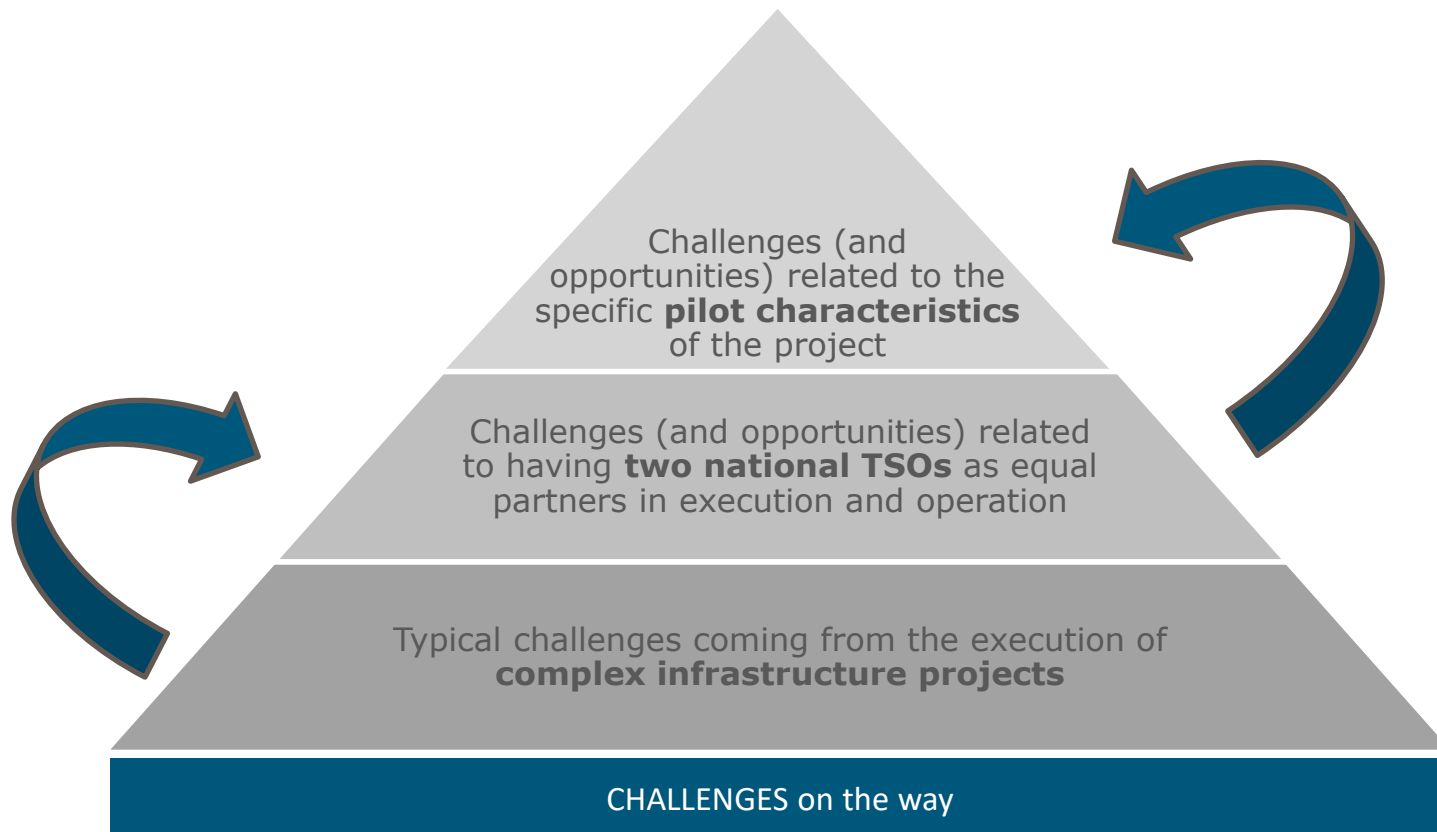 Challenges (and
opportunities) related to the
specific pilot characteristics
of the project
Challenges (and opportunities) related
to having two national TSOs as equal
partners in execution and operation
Typical challenges coming from the execution of
complex infrastructure projects
CHALLENGES on the way